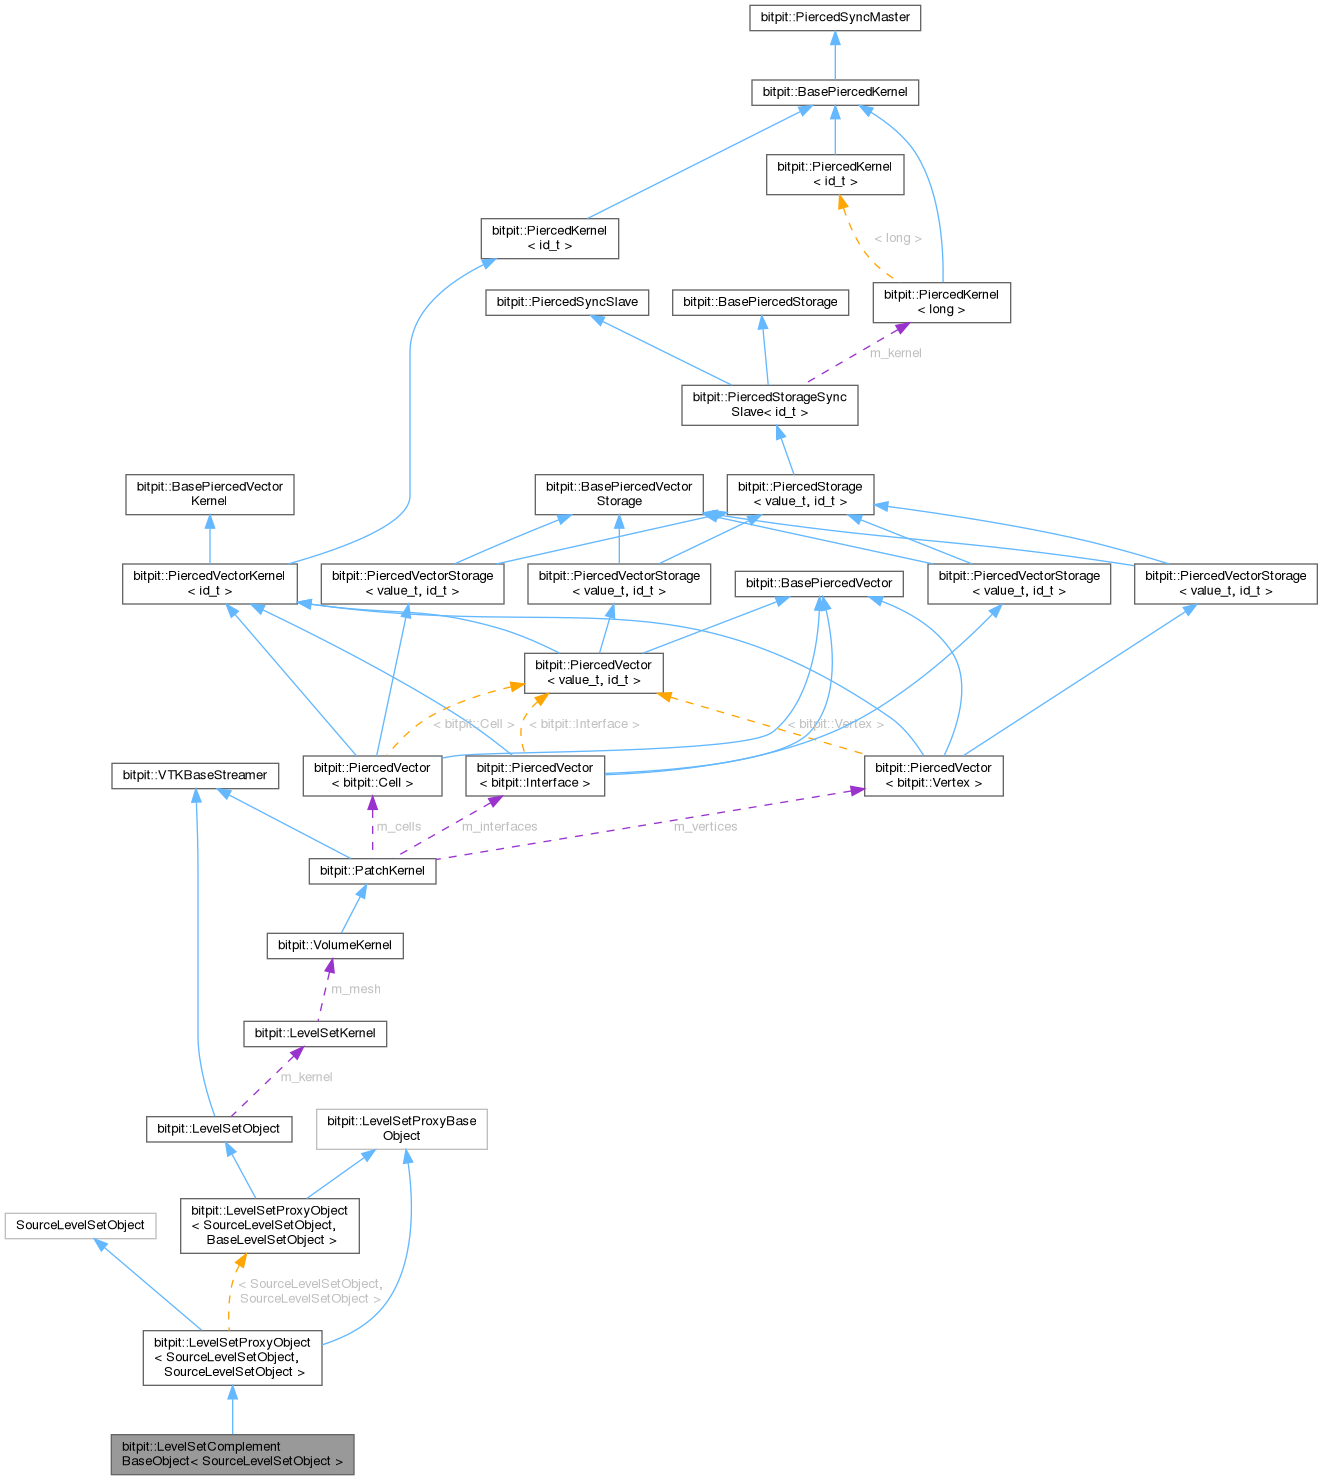 bitpit::PiercedSyncMaster
bitpit::BasePiercedKernel
bitpit::PiercedKernel
< id_t >
bitpit::PiercedKernel
< id_t >
< long >
bitpit::PiercedSyncSlave
bitpit::BasePiercedStorage
bitpit::PiercedKernel
< long >
m_kernel
bitpit::PiercedStorageSync
Slave< id_t >
bitpit::BasePiercedVector
Kernel
bitpit::BasePiercedVector
Storage
bitpit::PiercedStorage
< value_t, id_t >
bitpit::PiercedVectorKernel
< id_t >
bitpit::PiercedVectorStorage
< value_t, id_t >
bitpit::PiercedVectorStorage
< value_t, id_t >
bitpit::BasePiercedVector
bitpit::PiercedVectorStorage
< value_t, id_t >
bitpit::PiercedVectorStorage
< value_t, id_t >
bitpit::PiercedVector
< value_t, id_t >
< bitpit::Cell >
< bitpit::Interface >
< bitpit::Vertex >
bitpit::VTKBaseStreamer
bitpit::PiercedVector
< bitpit::Cell >
bitpit::PiercedVector
< bitpit::Interface >
bitpit::PiercedVector
< bitpit::Vertex >
m_cells
m_interfaces
m_vertices
bitpit::PatchKernel
bitpit::VolumeKernel
m_mesh
bitpit::LevelSetKernel
m_kernel
bitpit::LevelSetObject
bitpit::LevelSetProxyBase
Object
SourceLevelSetObject
bitpit::LevelSetProxyObject
< SourceLevelSetObject,
BaseLevelSetObject >
< SourceLevelSetObject,
SourceLevelSetObject >
bitpit::LevelSetProxyObject
< SourceLevelSetObject,
SourceLevelSetObject >
bitpit::LevelSetComplement
BaseObject< SourceLevelSetObject >